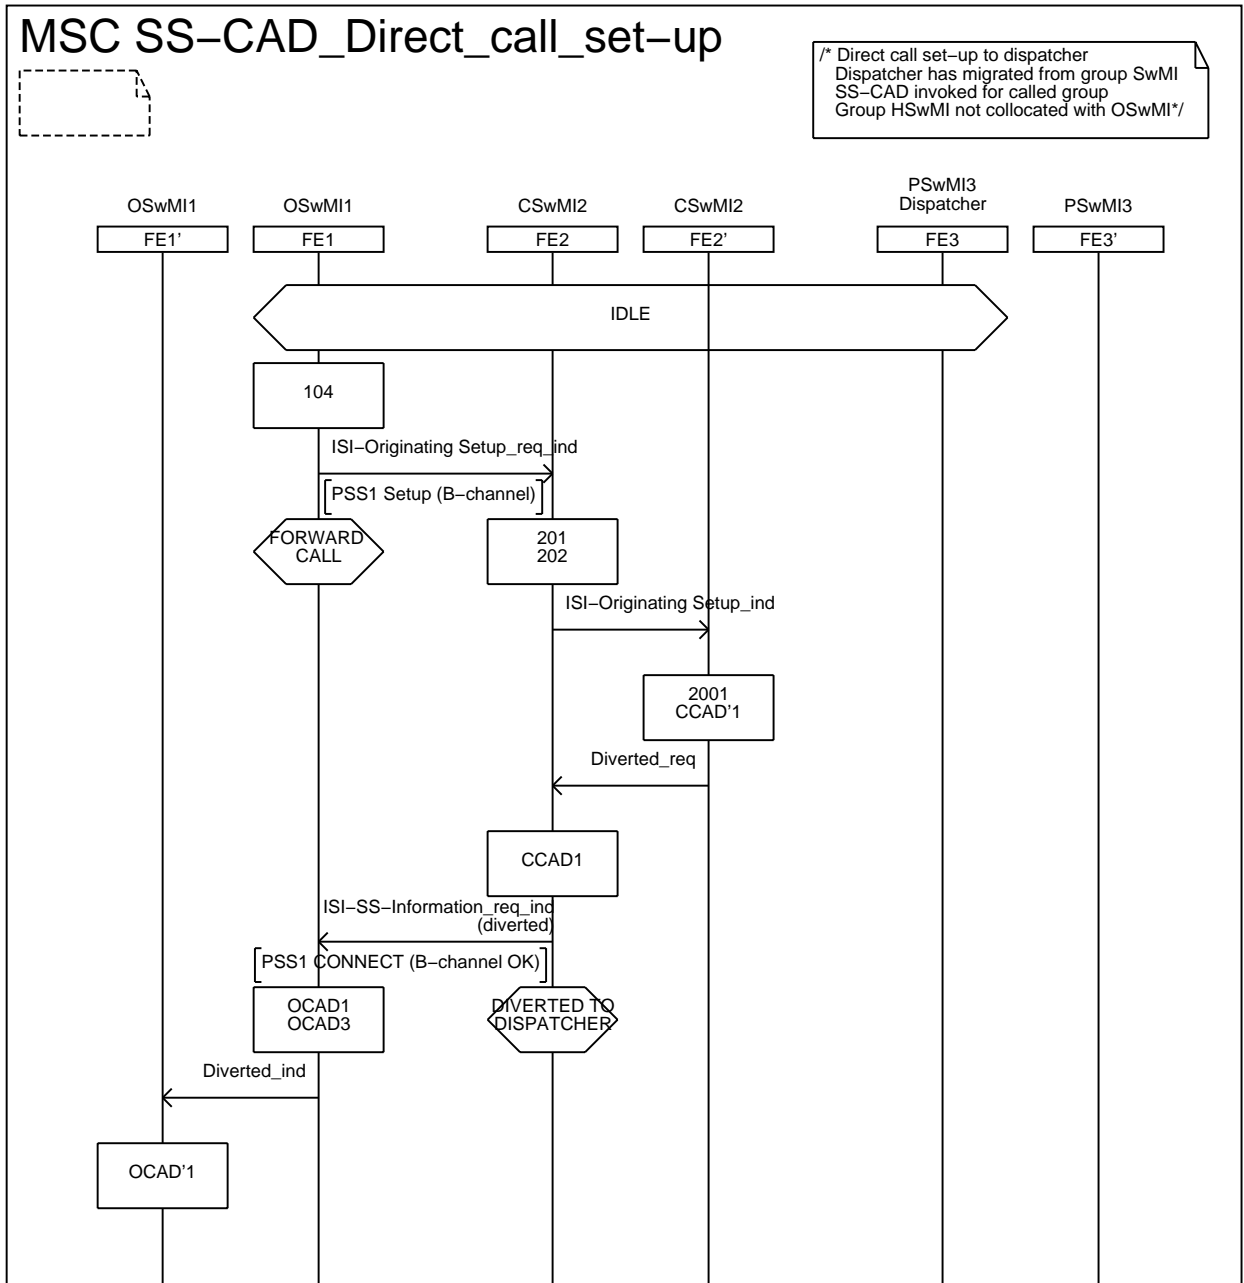 MSC SS−CAD_Direct_call_set−up
/* Direct call set−up to dispatcher
Dispatcher has migrated from group SwMI
SS−CAD invoked for called group
Group HSwMI not collocated with OSwMI*/
OSwMI1 OSwMI1 CSwMI2 CSwMI2 PSwMI3 Dispatcher PSwMI3
FE1' FE1 FE2 FE2' FE3 FE3'
IDLE
104
ISI−Originating Setup_req_ind
PSS1 Setup (B−channel)
FORWARD
CALL
201
202
ISI−Originating Setup_ind
2001
CCAD'1
Diverted_req
CCAD1
ISI−SS−Information_req_ind
(diverted)
PSS1 CONNECT (B−channel OK)
OCAD1
OCAD3
DIVERTED TO
DISPATCHER
Diverted_ind
OCAD'1